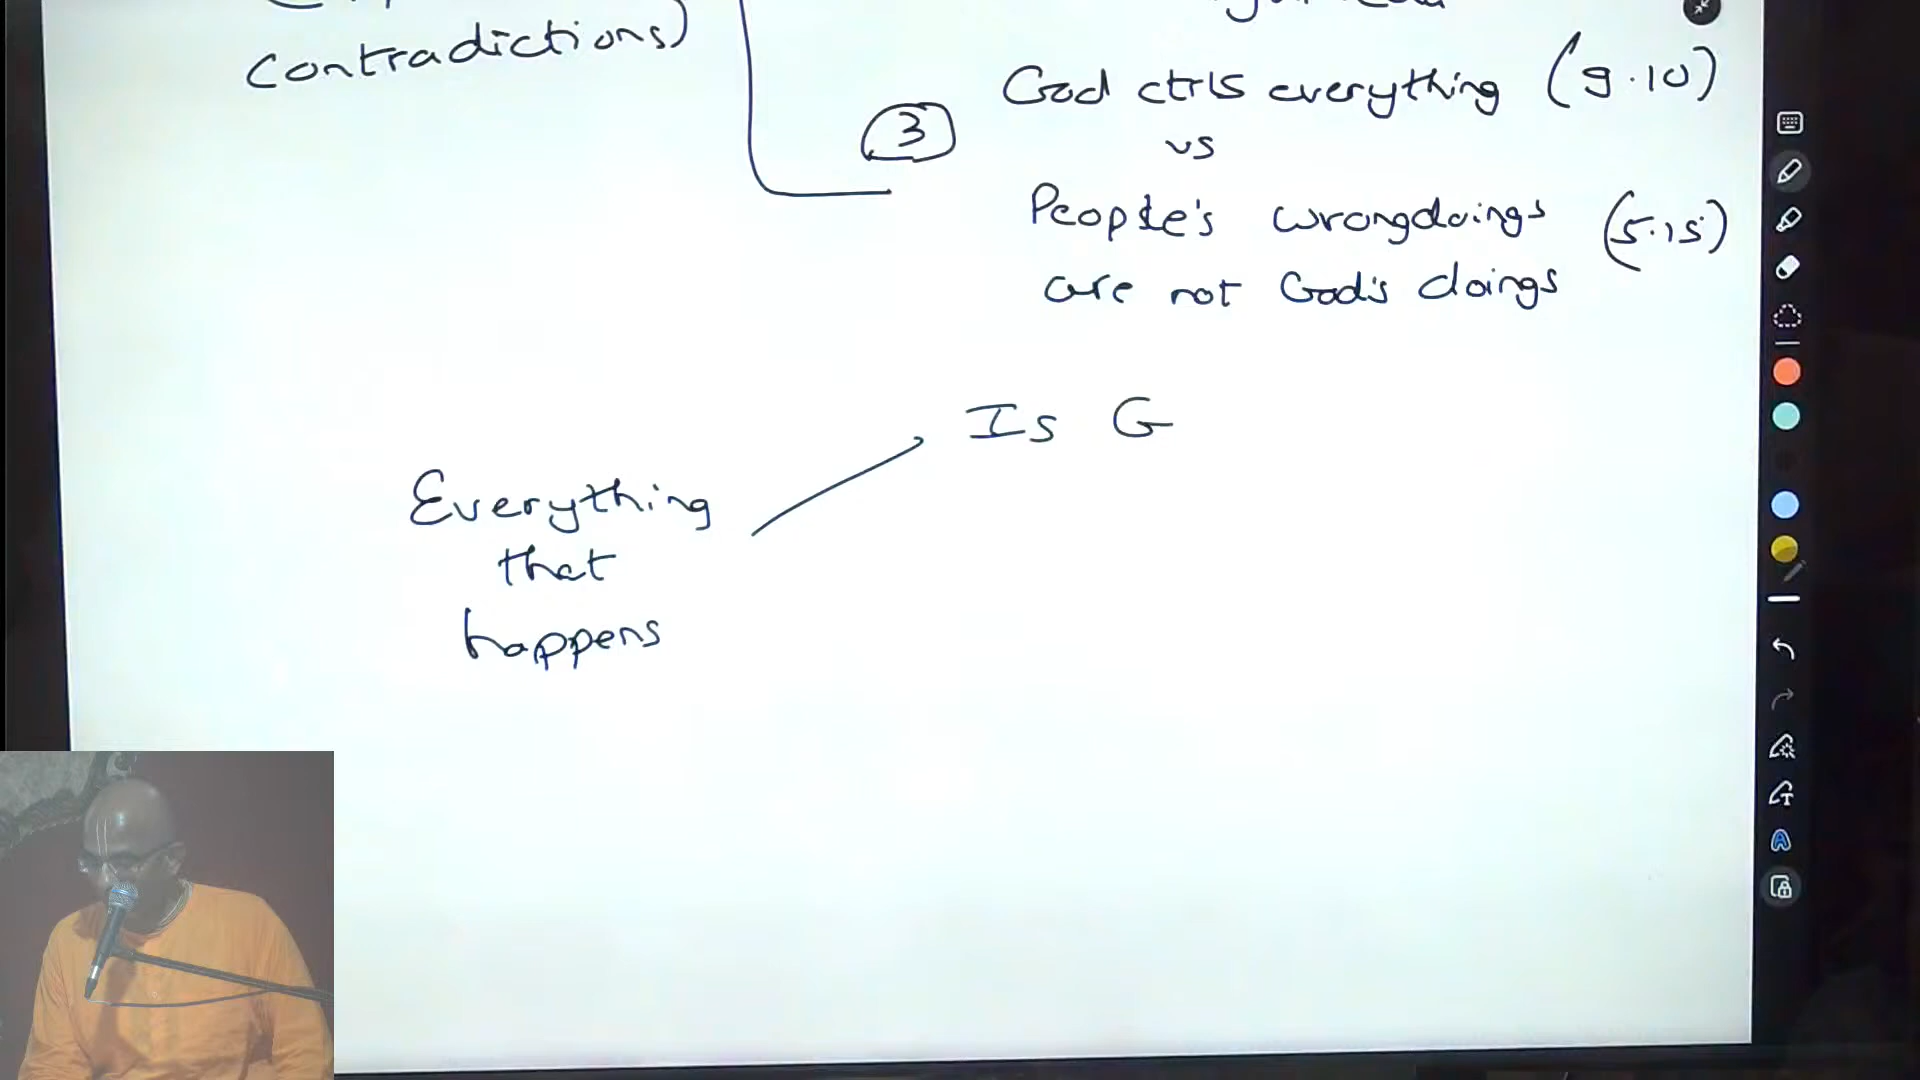 contradictions)
3
God ctrls everything (9.10)
vs
People's wrongdoings (5.15)
are not God's doings
Is G
Everything
that
happens